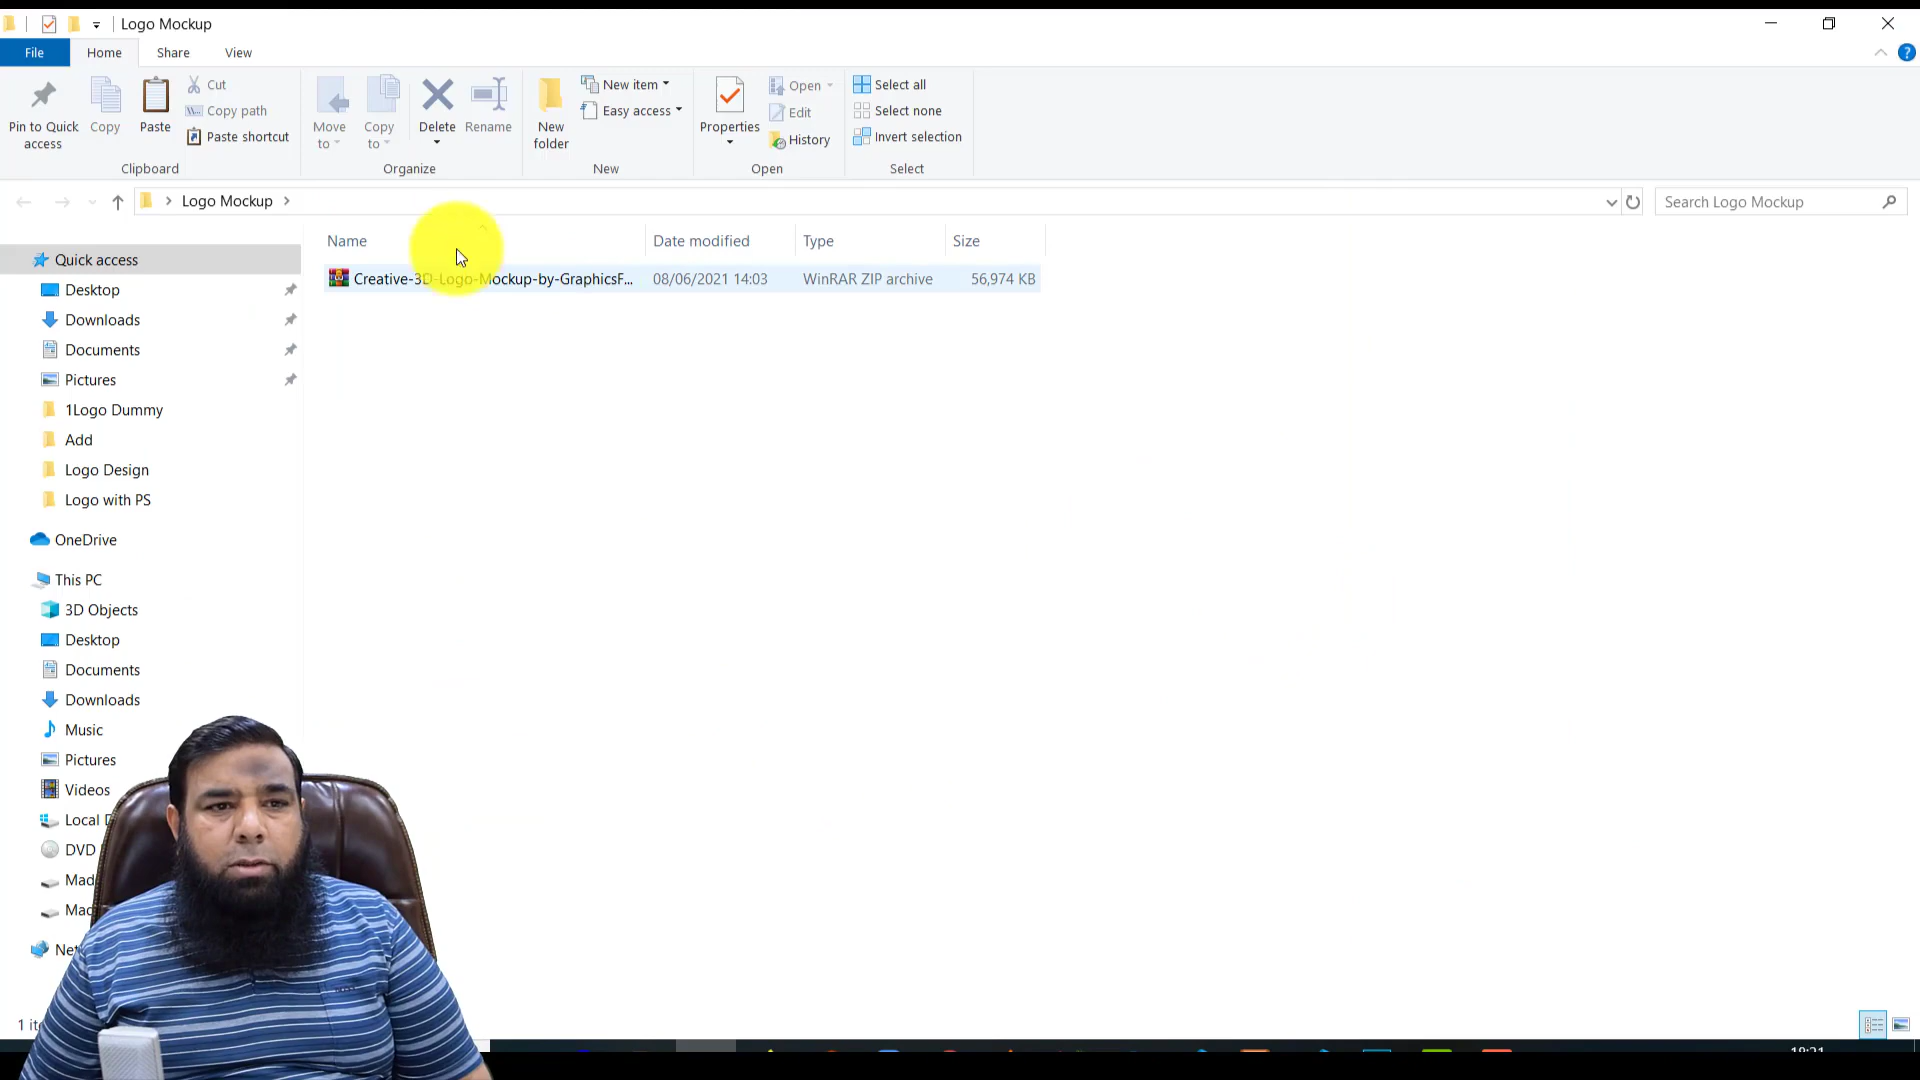 Logo Mockup
File Home Share View
Pin to Quick access
Copy
Paste
Cut
Copy path
Paste shortcut
Clipboard
Move to
Copy to
Delete
Rename
Organize
New folder
New item
Easy access
New
Properties
Open
Edit
History
Open
Select all
Select none
Invert selection
Select
Logo Mockup
Search Logo Mockup
Name Date modified Type Size
Creative-3D-Logo-Mockup-by-GraphicsF... 08/06/2021 14:03 WinRAR ZIP archive 56,974 KB
Quick access
Desktop
Downloads
Documents
Pictures
1Logo Dummy
Add
Logo Design
Logo with PS
OneDrive
This PC
3D Objects
Desktop
Documents
Downloads
Music
Pictures
Videos
Local
DVD
1